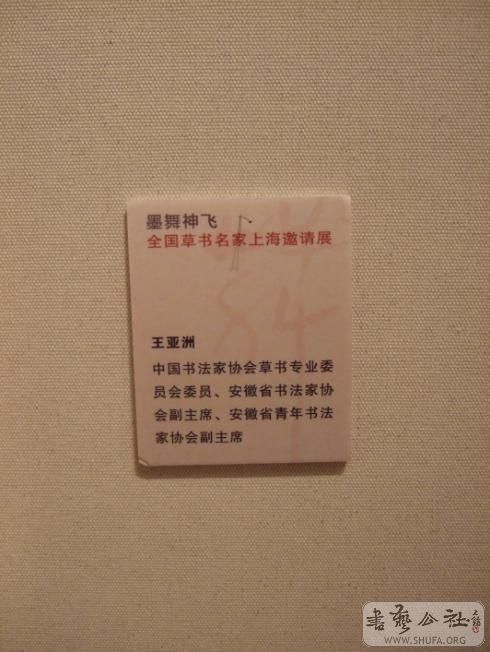 墨舞神飞
全国草书名家上海邀请展
王亚洲
中国书法家协会草书专业委
员会委员、安徽省书法家协
会副主席、安徽省青年书法
家协会副主席
書藝公社
WWW.SHUFA.ORG